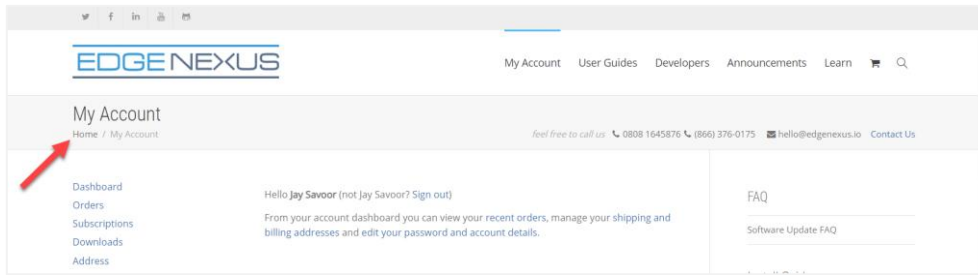 EDGENEXUS
My Account User Guides Developers Announcements Learn
My Account
Home / My Account
feel free to call us 0808 1645876 (866) 376-0175 hello@edgenexus.io Contact Us
Dashboard
Orders
Subscriptions
Downloads
Address
Hello Jay Savoor (not Jay Savoor? Sign out)
From your account dashboard you can view your recent orders, manage your shipping and
billing addresses and edit your password and account details.
FAQ
Software Update FAQ